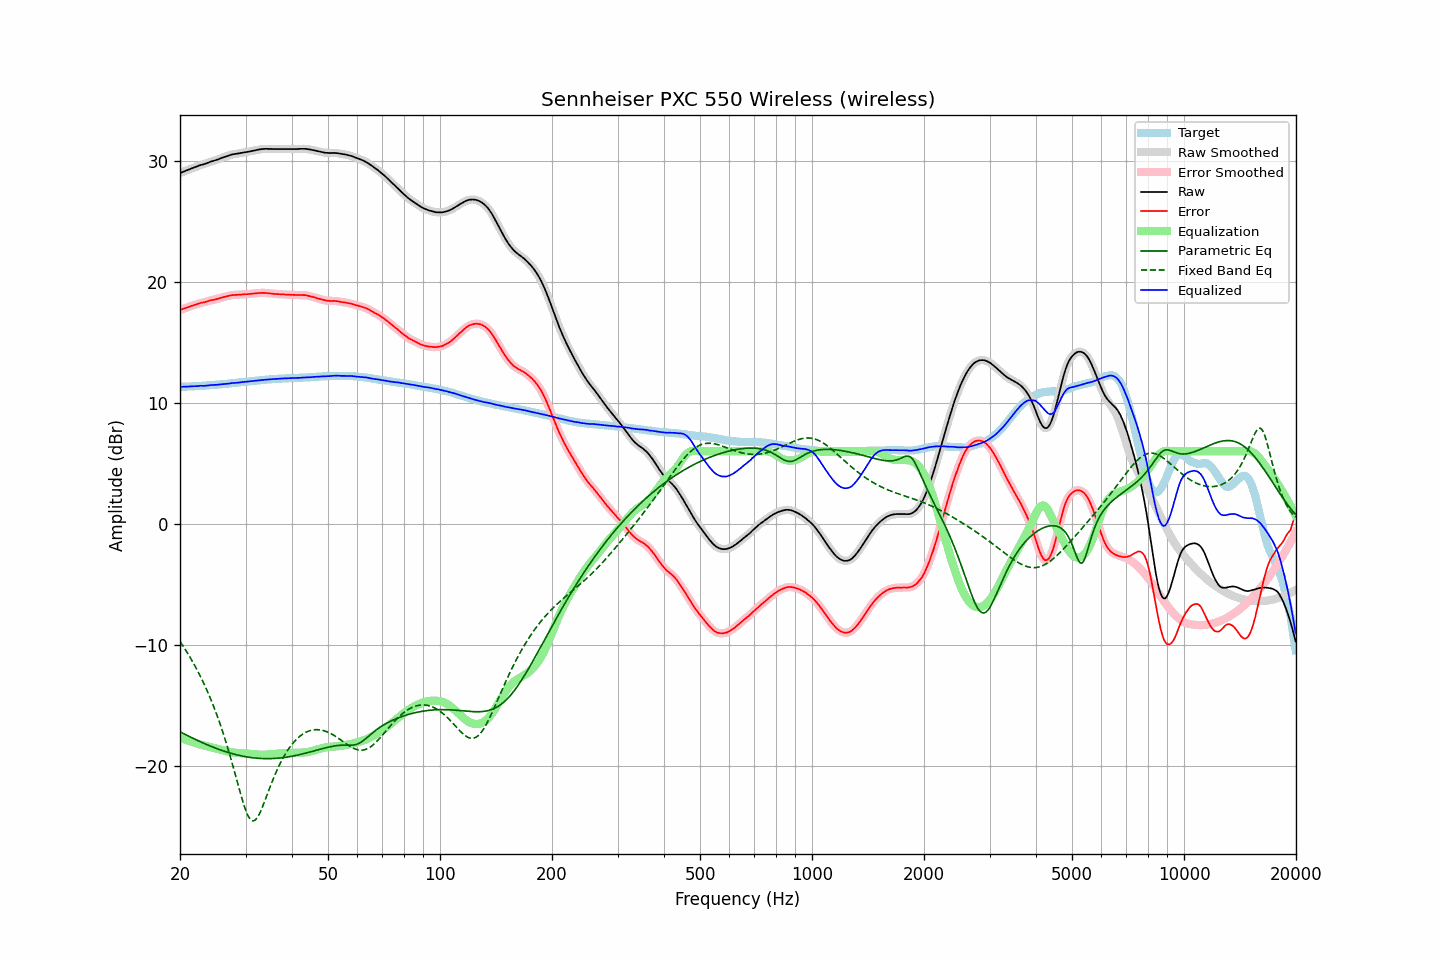 Sennheiser PXC 550 Wireless (wireless)
Amplitude (dBr)
30
20
10
0
−10
−20
Target
Raw Smoothed
Error Smoothed
Raw
Error
Equalization
Parametric Eq
Fixed Band Eq
Equalized
20 50 100 200 500 1000 2000 5000 10000 20000
Frequency (Hz)